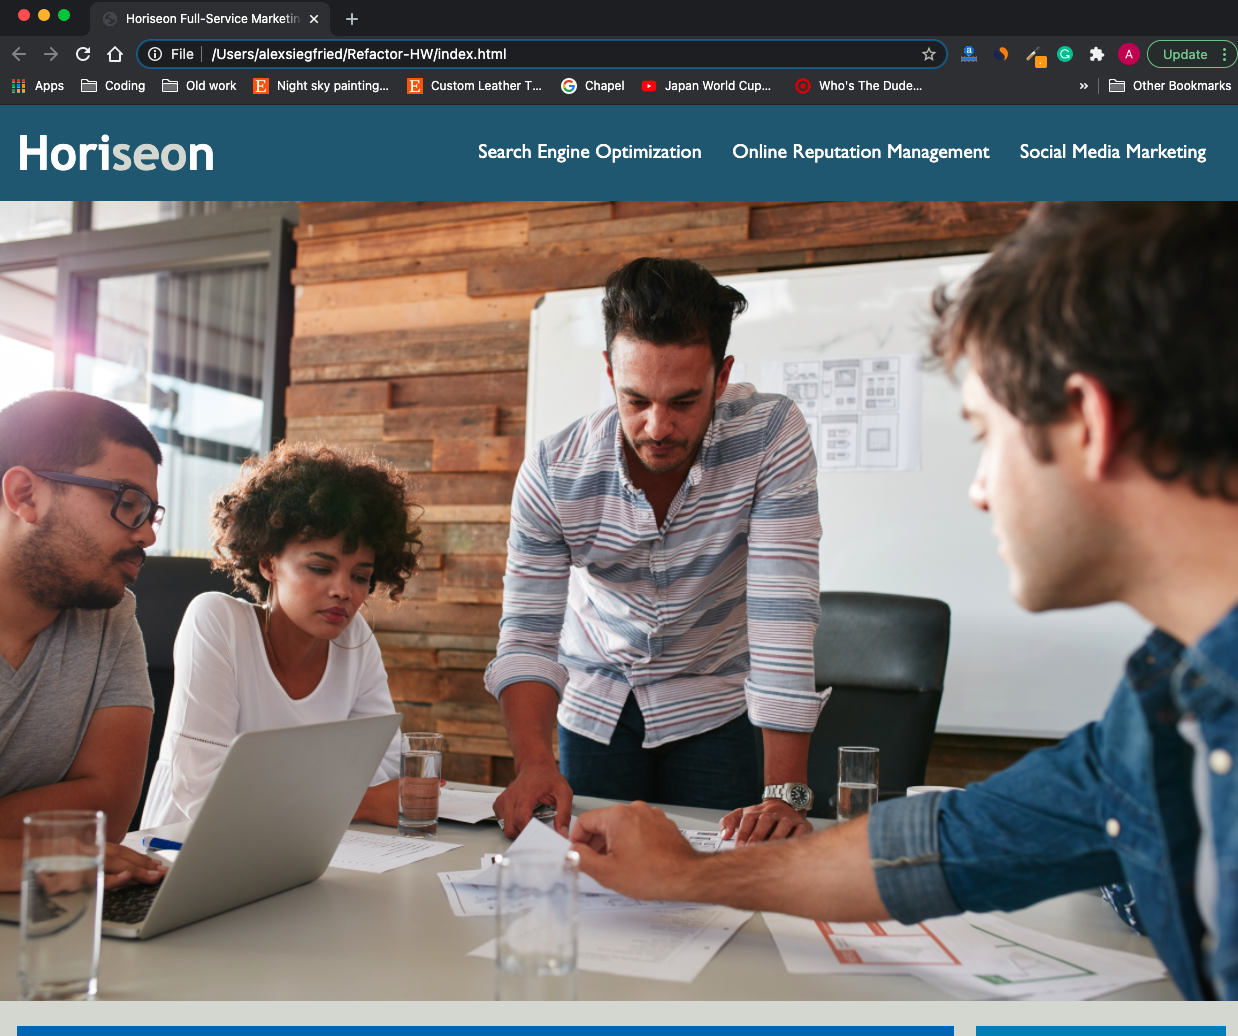 Horiseon Full-Service Marketin
File /Users/alexsiegfried/Refactor-HW/index.html
A
Update
Apps Coding Old work Night sky painting... Custom Leather T... Chapel Japan World Cup... Who's The Dude... » Other Bookmarks
Horiseon
Search Engine Optimization Online Reputation Management Social Media Marketing